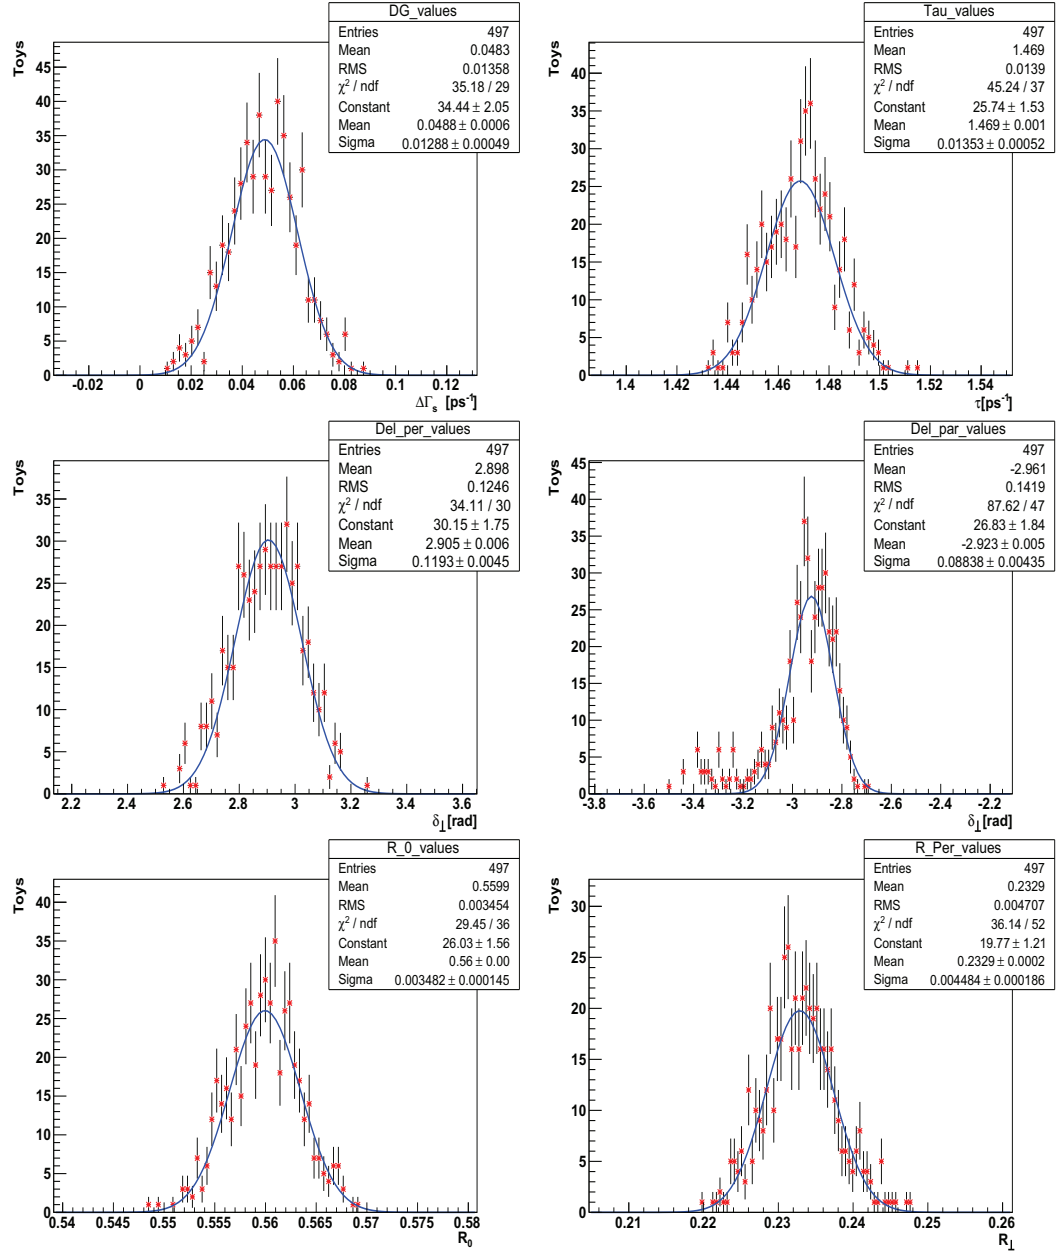 DG_values
Entries 497
Mean 0.0483
RMS 0.01358
χ² / ndf 35.18 / 29
Constant 34.44 ± 2.05
Mean 0.0488 ± 0.0006
Sigma 0.01288 ± 0.00049
Toys
45
40
35
30
25
20
15
10
5
0
-0.02 0 0.02 0.04 0.06 0.08 0.1 0.12
ΔΓs [ps-1]
Tau_values
Entries 497
Mean 1.469
RMS 0.0139
χ² / ndf 45.24 / 37
Constant 25.74 ± 1.53
Mean 1.469 ± 0.001
Sigma 0.01353 ± 0.00052
Toys
40
35
30
25
20
15
10
5
0
1.4 1.42 1.44 1.46 1.48 1.5 1.52 1.54
τ[ps-1]
Del_per_values
Entries 497
Mean 2.898
RMS 0.1246
χ² / ndf 34.11 / 30
Constant 30.15 ± 1.75
Mean 2.905 ± 0.006
Sigma 0.1193 ± 0.0045
Toys
35
30
25
20
15
10
5
0
2.2 2.4 2.6 2.8 3 3.2 3.4 3.6
δ⊥[rad]
Del_par_values
Entries 497
Mean -2.961
RMS 0.1419
χ² / ndf 87.62 / 47
Constant 26.83 ± 1.84
Mean -2.923 ± 0.005
Sigma 0.08838 ± 0.00435
Toys
45
40
35
30
25
20
15
10
5
0
-3.8 -3.6 -3.4 -3.2 -3 -2.8 -2.6 -2.4 -2.2
δ⊥[rad]
R_0_values
Entries 497
Mean 0.5599
RMS 0.003454
χ² / ndf 29.45 / 36
Constant 26.03 ± 1.56
Mean 0.56 ± 0.00
Sigma 0.003482 ± 0.000145
Toys
40
35
30
25
20
15
10
5
0
0.54 0.545 0.55 0.555 0.56 0.565 0.57 0.575 0.58
R0
R_Per_values
Entries 497
Mean 0.2329
RMS 0.004707
χ² / ndf 36.14 / 52
Constant 19.77 ± 1.21
Mean 0.2329 ± 0.0002
Sigma 0.004484 ± 0.000186
Toys
30
25
20
15
10
5
0
0.21 0.22 0.23 0.24 0.25 0.26
R⊥